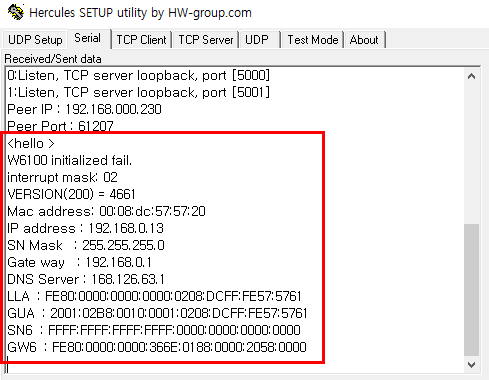 Hercules SETUP utility by HW-group.com
UDP Setup Serial TCP Client TCP Server UDP Test Mode About
Received/Sent data
0:Listen, TCP server loopback, port [5000]
1:Listen, TCP server loopback, port [5001]
Peer IP : 192.168.000.230
Peer Port : 61207
<hello >
W6100 initialized fail.
interrupt mask: 02
VERSION(200) = 4661
Mac address: 00:08:dc:57:57:20
IP address : 192.168.0.13
SN Mask : 255.255.255.0
Gate way : 192.168.0.1
DNS Server : 168.126.63.1
LLA : FE80:0000:0000:0000:0208:DCFF:FE57:5761
GUA : 2001:02B8:0010:0001:0208:DCFF:FE57:5761
SN6 : FFFF:FFFF:FFFF:FFFF:0000:0000:0000:0000
GW6 : FE80:0000:0000:366E:0188:0000:2058:0000